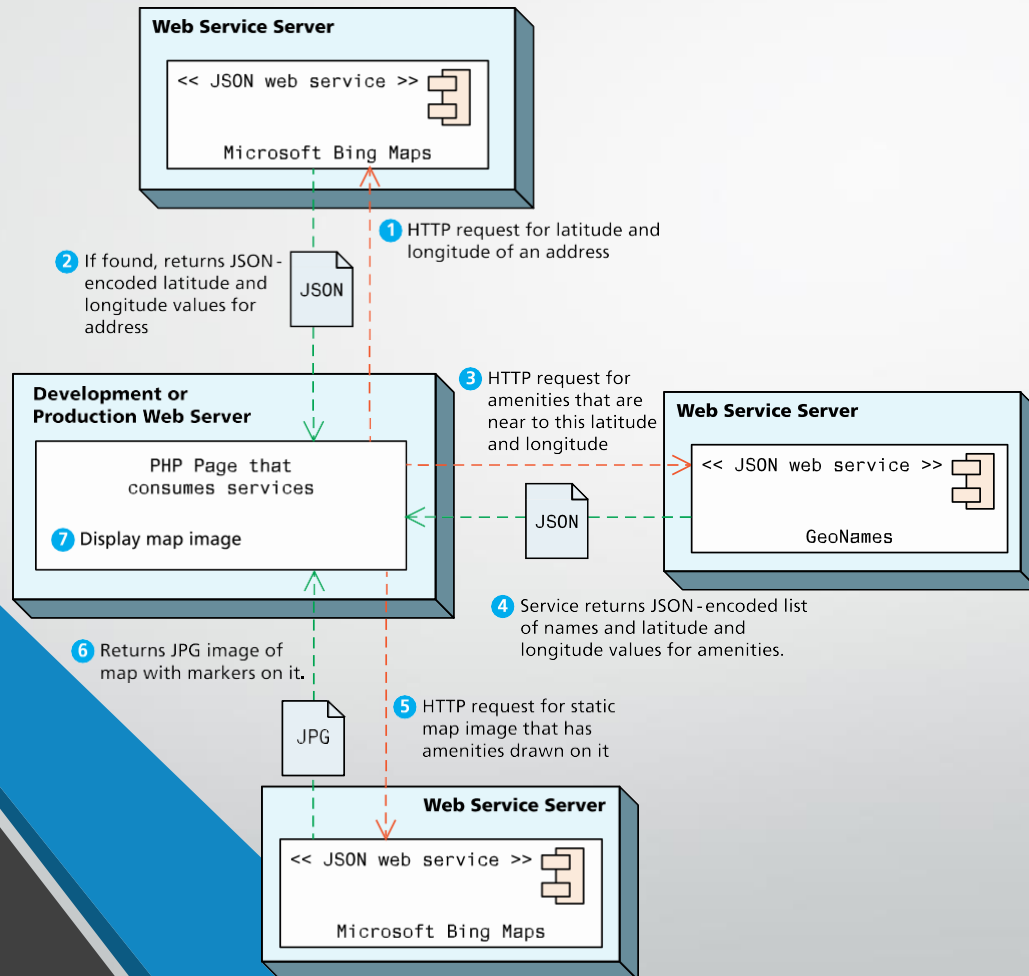 Web Service Server
<< JSON web service >>
Microsoft Bing Maps
1 HTTP request for latitude and
longitude of an address
2 If found, returns JSON-
encoded latitude and
longitude values for
address
JSON
Development or
Production Web Server
PHP Page that
consumes services
7 Display map image
3 HTTP request for
amenities that are
near to this latitude
and longitude
Web Service Server
<< JSON web service >>
GeoNames
JSON
4 Service returns JSON-encoded list
of names and latitude and
longitude values for amenities.
6 Returns JPG image of
map with markers on it.
JPG
5 HTTP request for static
map image that has
amenities drawn on it
Web Service Server
<< JSON web service >>
Microsoft Bing Maps